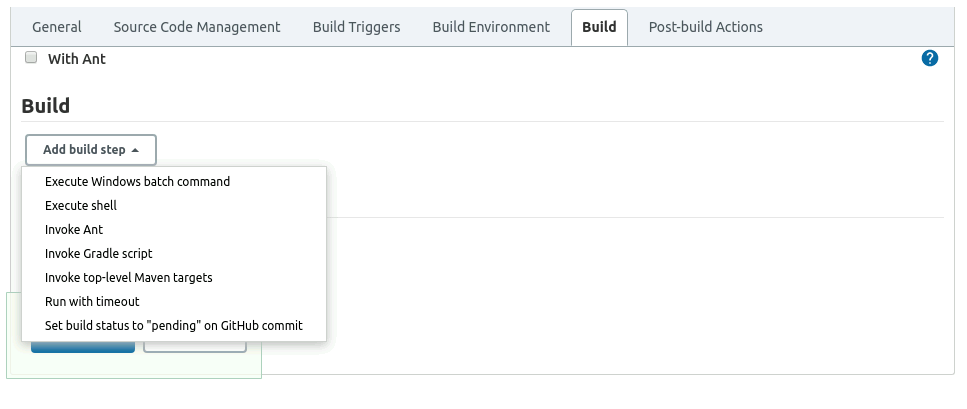 General Source Code Management Build Triggers Build Environment Build Post-build Actions
With Ant ?
Build
Add build step
Execute Windows batch command
Execute shell
Invoke Ant
Invoke Gradle script
Invoke top-level Maven targets
Run with timeout
Set build status to "pending" on GitHub commit